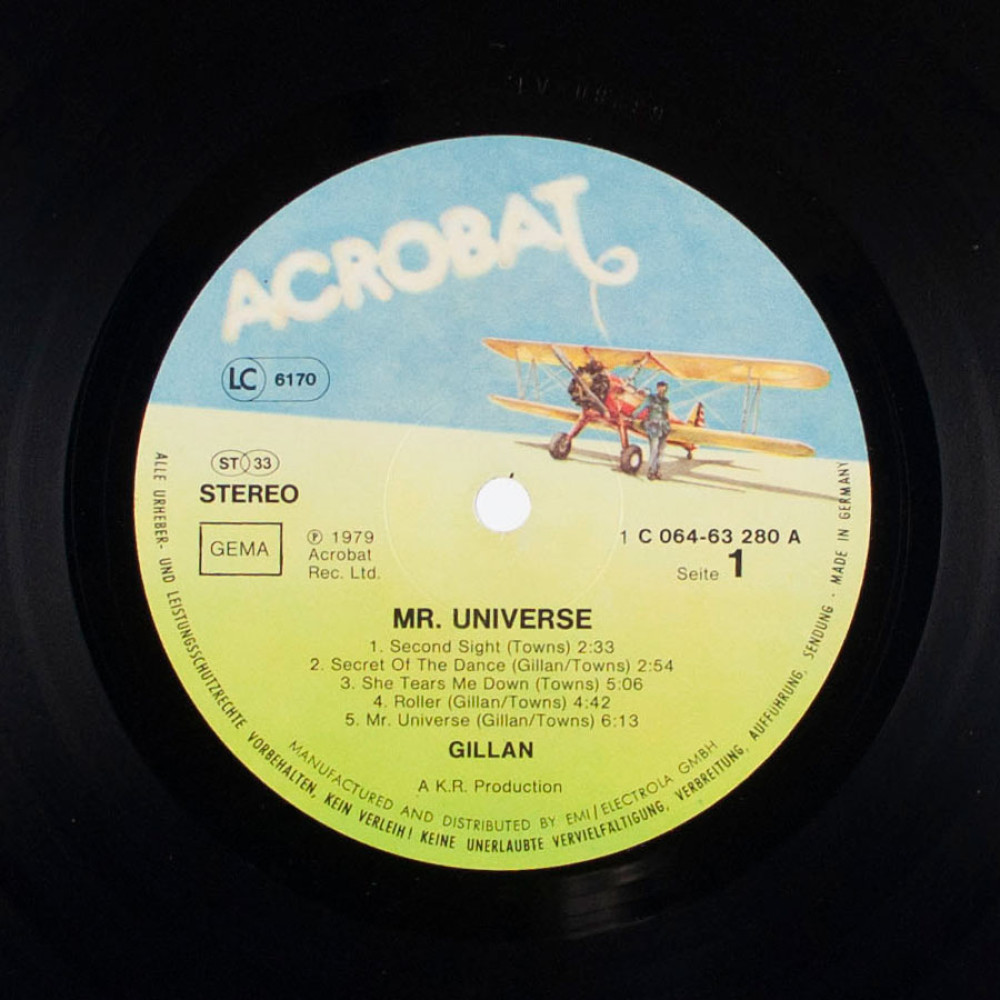 ACROBAT
LC 6170
ST 33
STEREO
GEMA
℗ 1979
Acrobat
Rec. Ltd.
1 C 064-63 280 A
Seite 1
MR. UNIVERSE
1. Second Sight (Towns) 2:33
2. Secret Of The Dance (Gillan/Towns) 2:54
3. She Tears Me Down (Towns) 5:06
4. Roller (Gillan/Towns) 4:42
5. Mr. Universe (Gillan/Towns) 6:13
GILLAN
A K.R. Production
MANUFACTURED AND DISTRIBUTED BY EMI/ELECTROLA GMBH
ALLE URHEBER- UND LEISTUNGSSCHUTZRECHTE VORBEHALTEN, KEIN VERLEIH! KEINE UNERLAUBTE VERVIELFÄLTIGUNG, VERBREITUNG, AUFFÜHRUNG, SENDUNG · MADE IN GERMANY